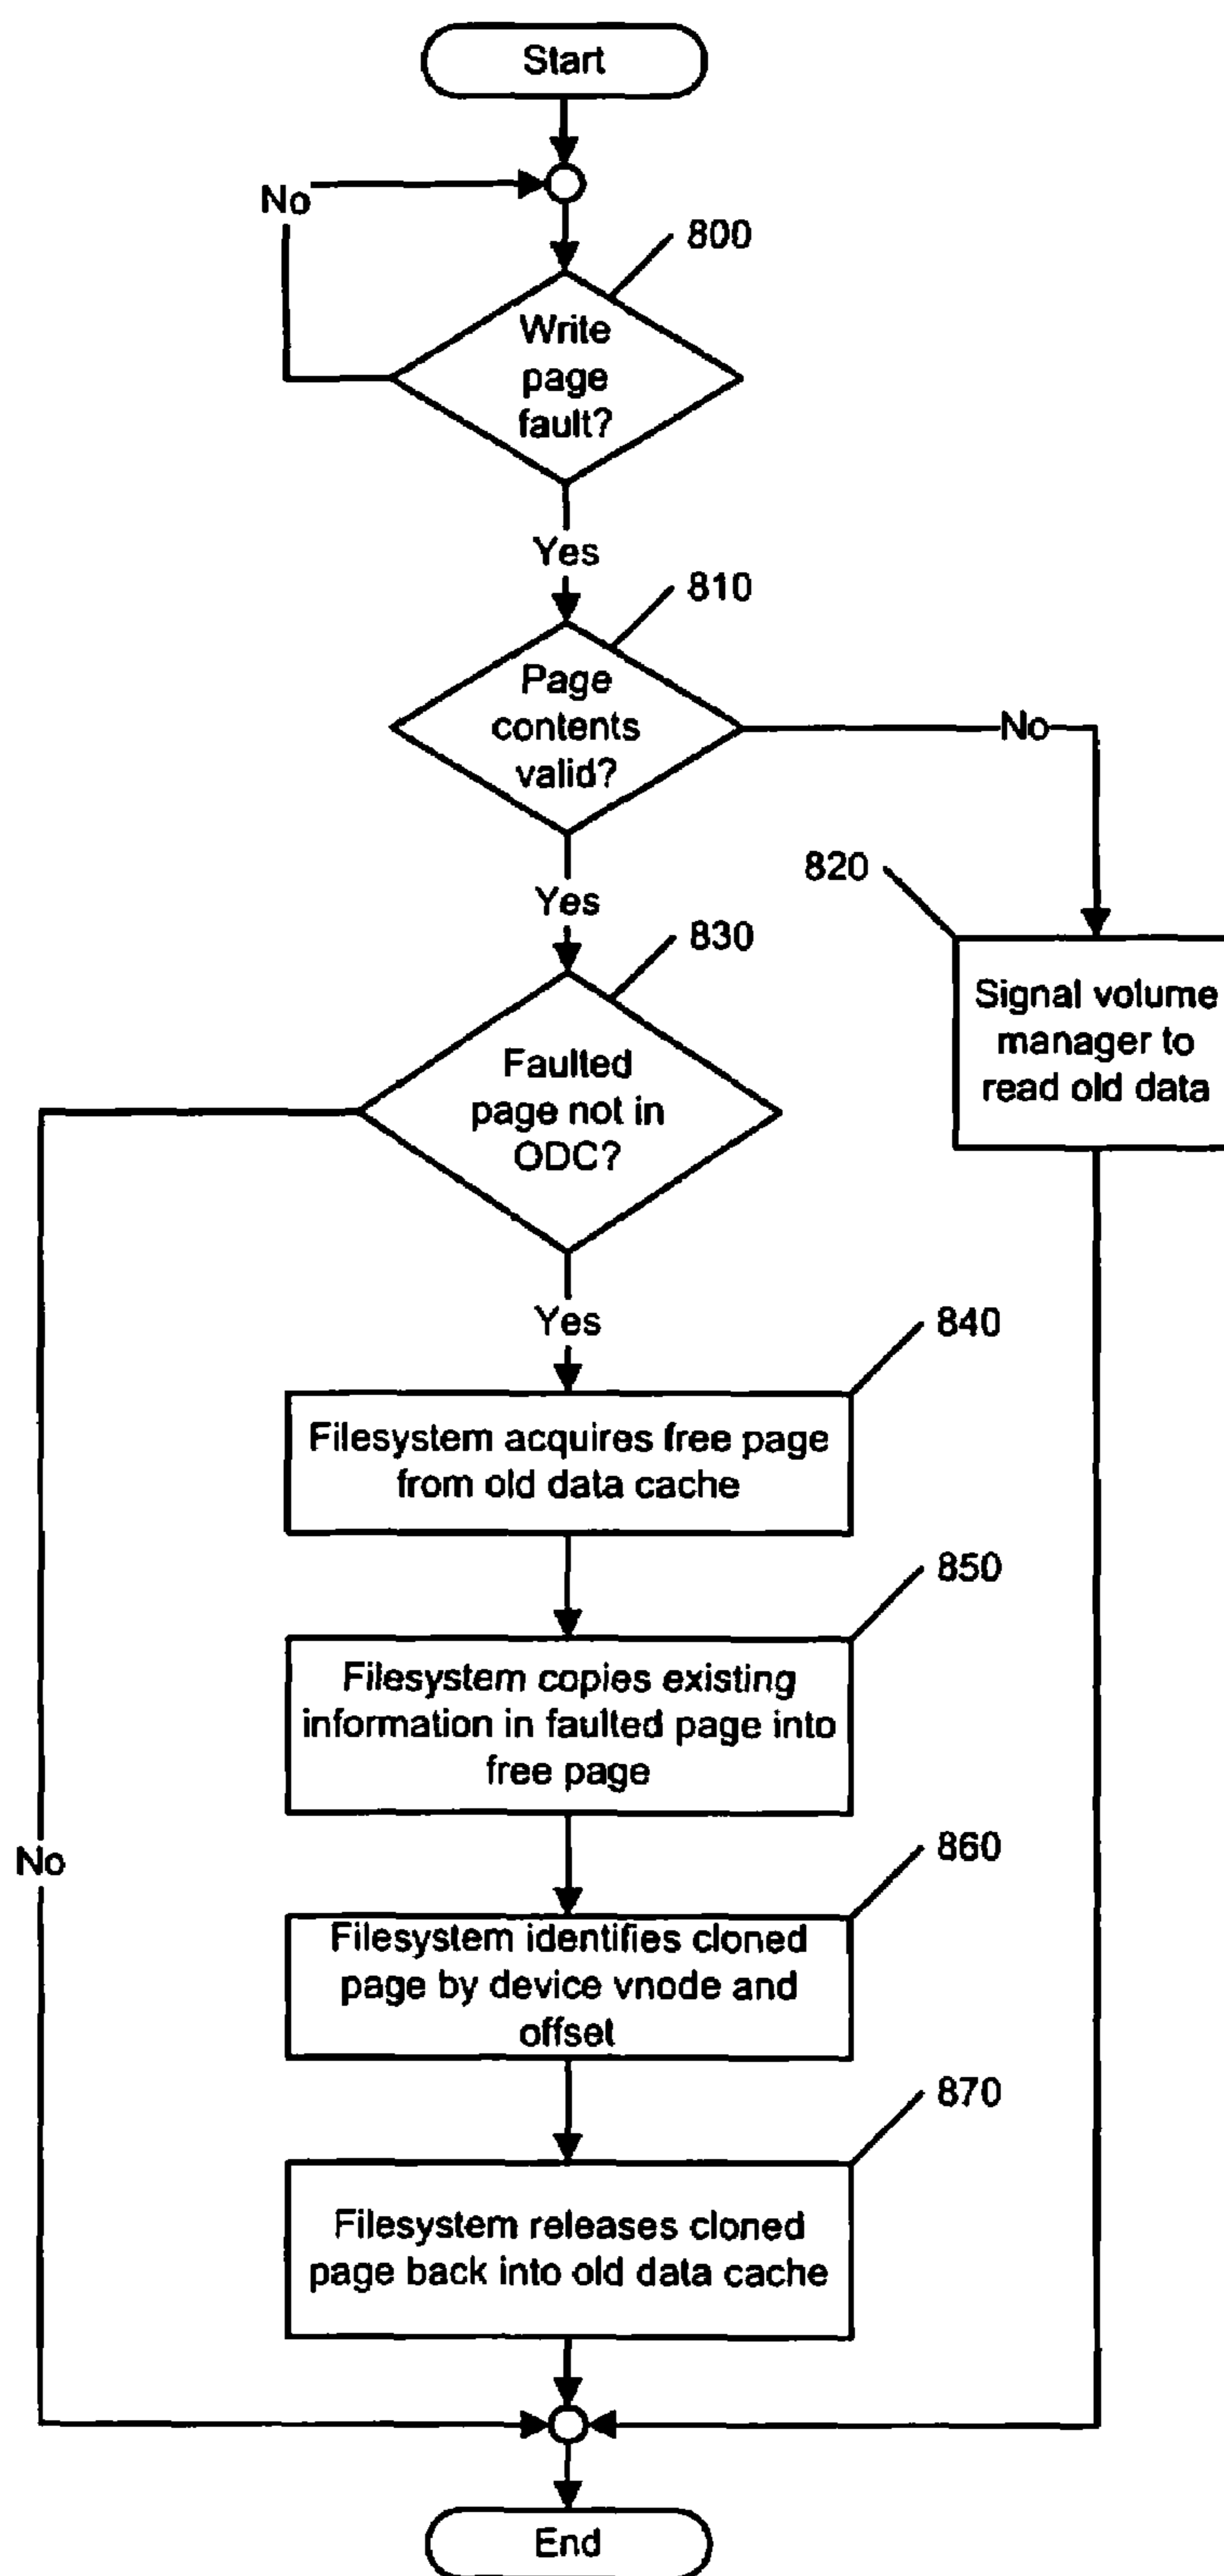 Start
No
800
Write
page
fault?
Yes
810
Page
contents
valid?
No
Yes
820
830
Signal volume
manager to
read old data
Faulted
page not in
ODC?
Yes
840
Filesystem acquires free page
from old data cache
850
Filesystem copies existing
information in faulted page into
free page
No
860
Filesystem identifies cloned
page by device vnode and
offset
870
Filesystem releases cloned
page back into old data cache
End